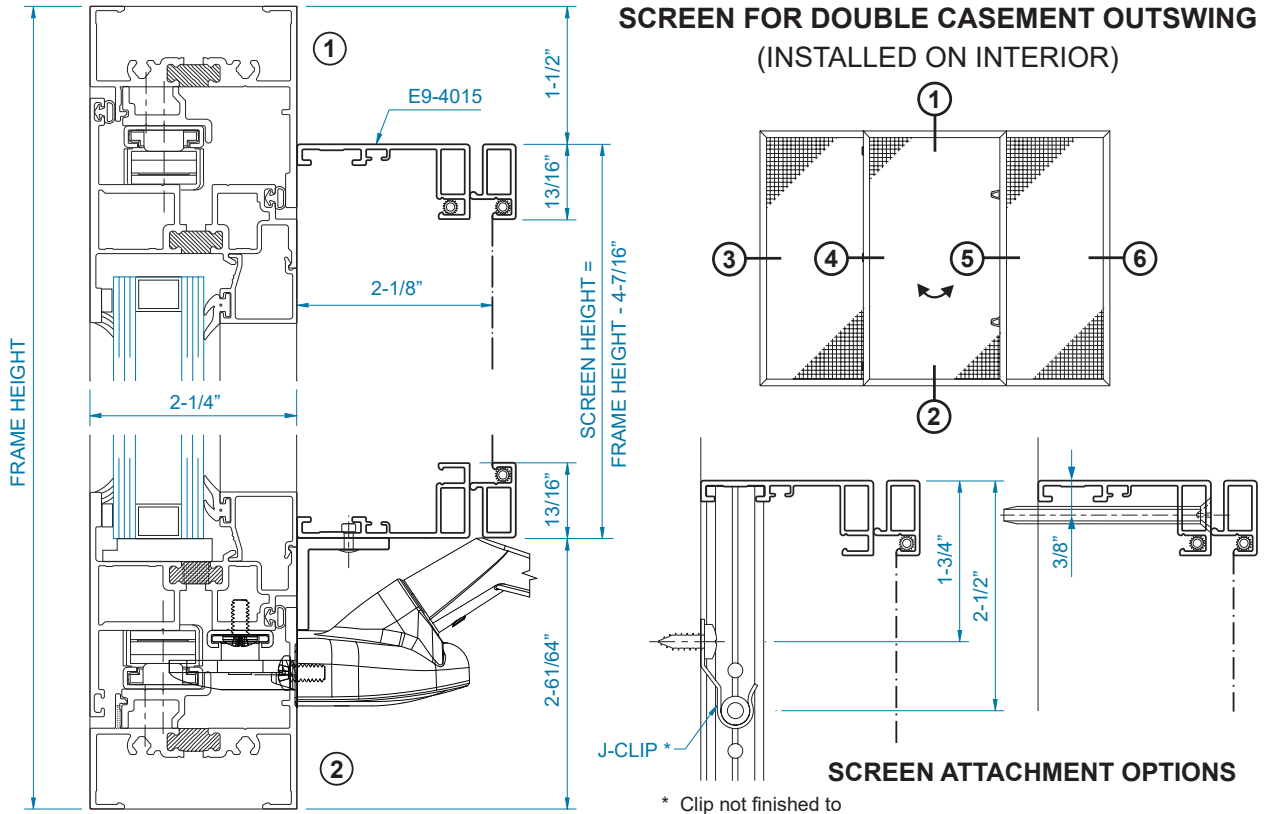 SCREEN FOR DOUBLE CASEMENT OUTSWING
(INSTALLED ON INTERIOR)
1
E9-4015
1-1/2”
13/16”
2-1/8”
SCREEN HEIGHT =
FRAME HEIGHT - 4-7/16”
FRAME HEIGHT
2-1/4”
13/16”
2-61/64”
2
1
3
4
5
6
2
1-3/4”
2-1/2”
3/8”
J-CLIP *
SCREEN ATTACHMENT OPTIONS
* Clip not finished to